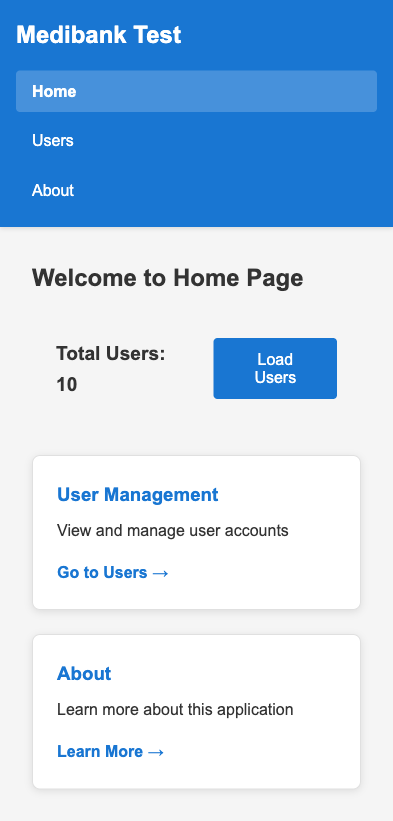 Medibank Test
Home
Users
About
Welcome to Home Page
Total Users:
10
Load
Users
User Management
View and manage user accounts
Go to Users →
About
Learn more about this application
Learn More →